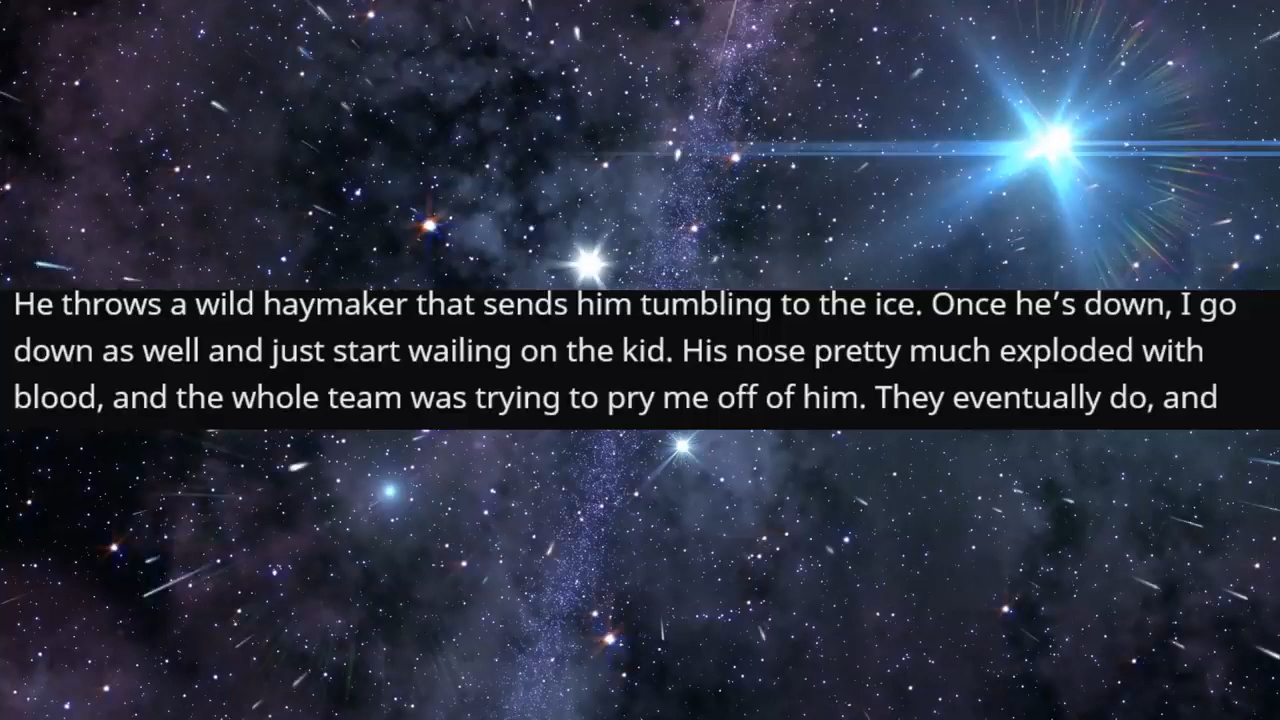 He throws a wild haymaker that sends him tumbling to the ice. Once he’s down, I go
down as well and just start wailing on the kid. His nose pretty much exploded with
blood, and the whole team was trying to pry me off of him. They eventually do, and